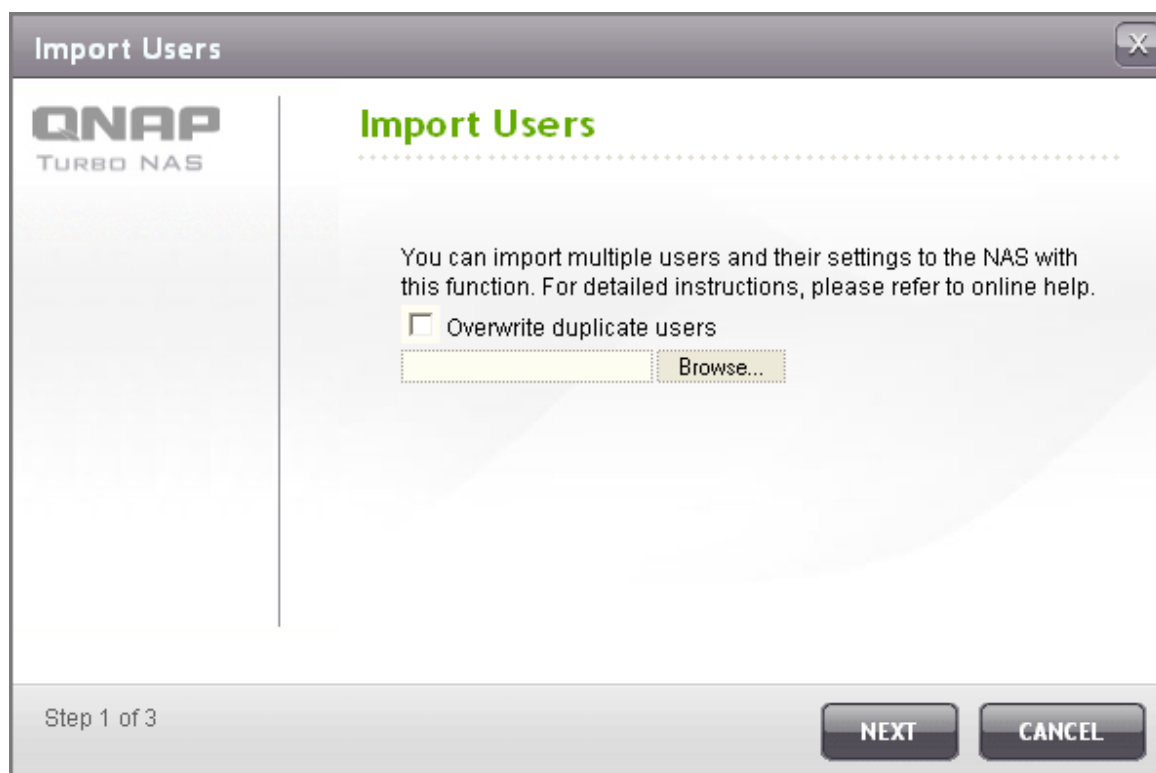 Import Users
X
QNAP
TURBO NAS
Import Users
You can import multiple users and their settings to the NAS with
this function. For detailed instructions, please refer to online help.
Overwrite duplicate users
Browse...
Step 1 of 3
NEXT
CANCEL